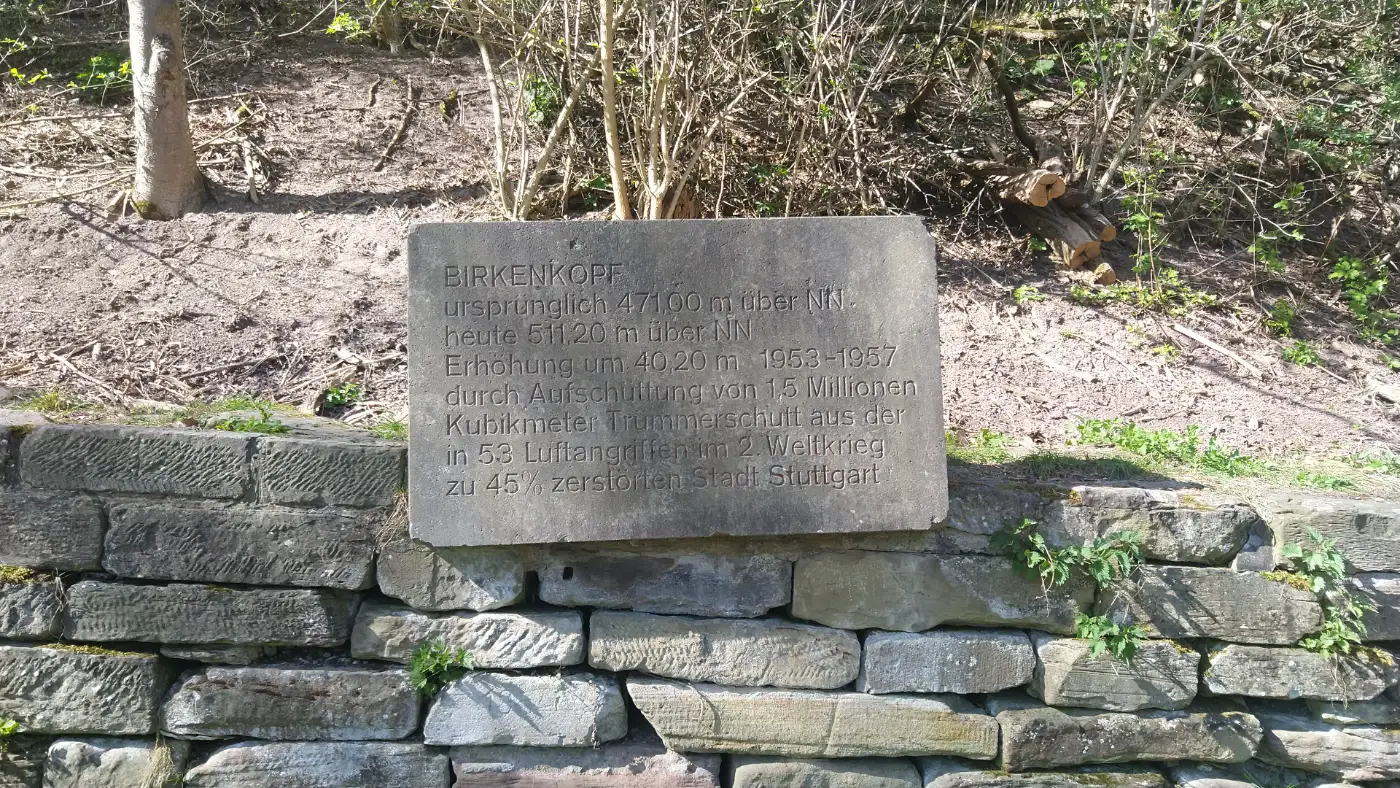 BIRKENKOPF
ursprünglich 471,00 m über NN
heute 511,20 m über NN
Erhöhung um 40,20 m 1953-1957
durch Aufschüttung von 1,5 Millionen
Kubikmeter Trümmerschutt aus der
in 53 Luftangriffen im 2. Weltkrieg
zu 45% zerstörten Stadt Stuttgart